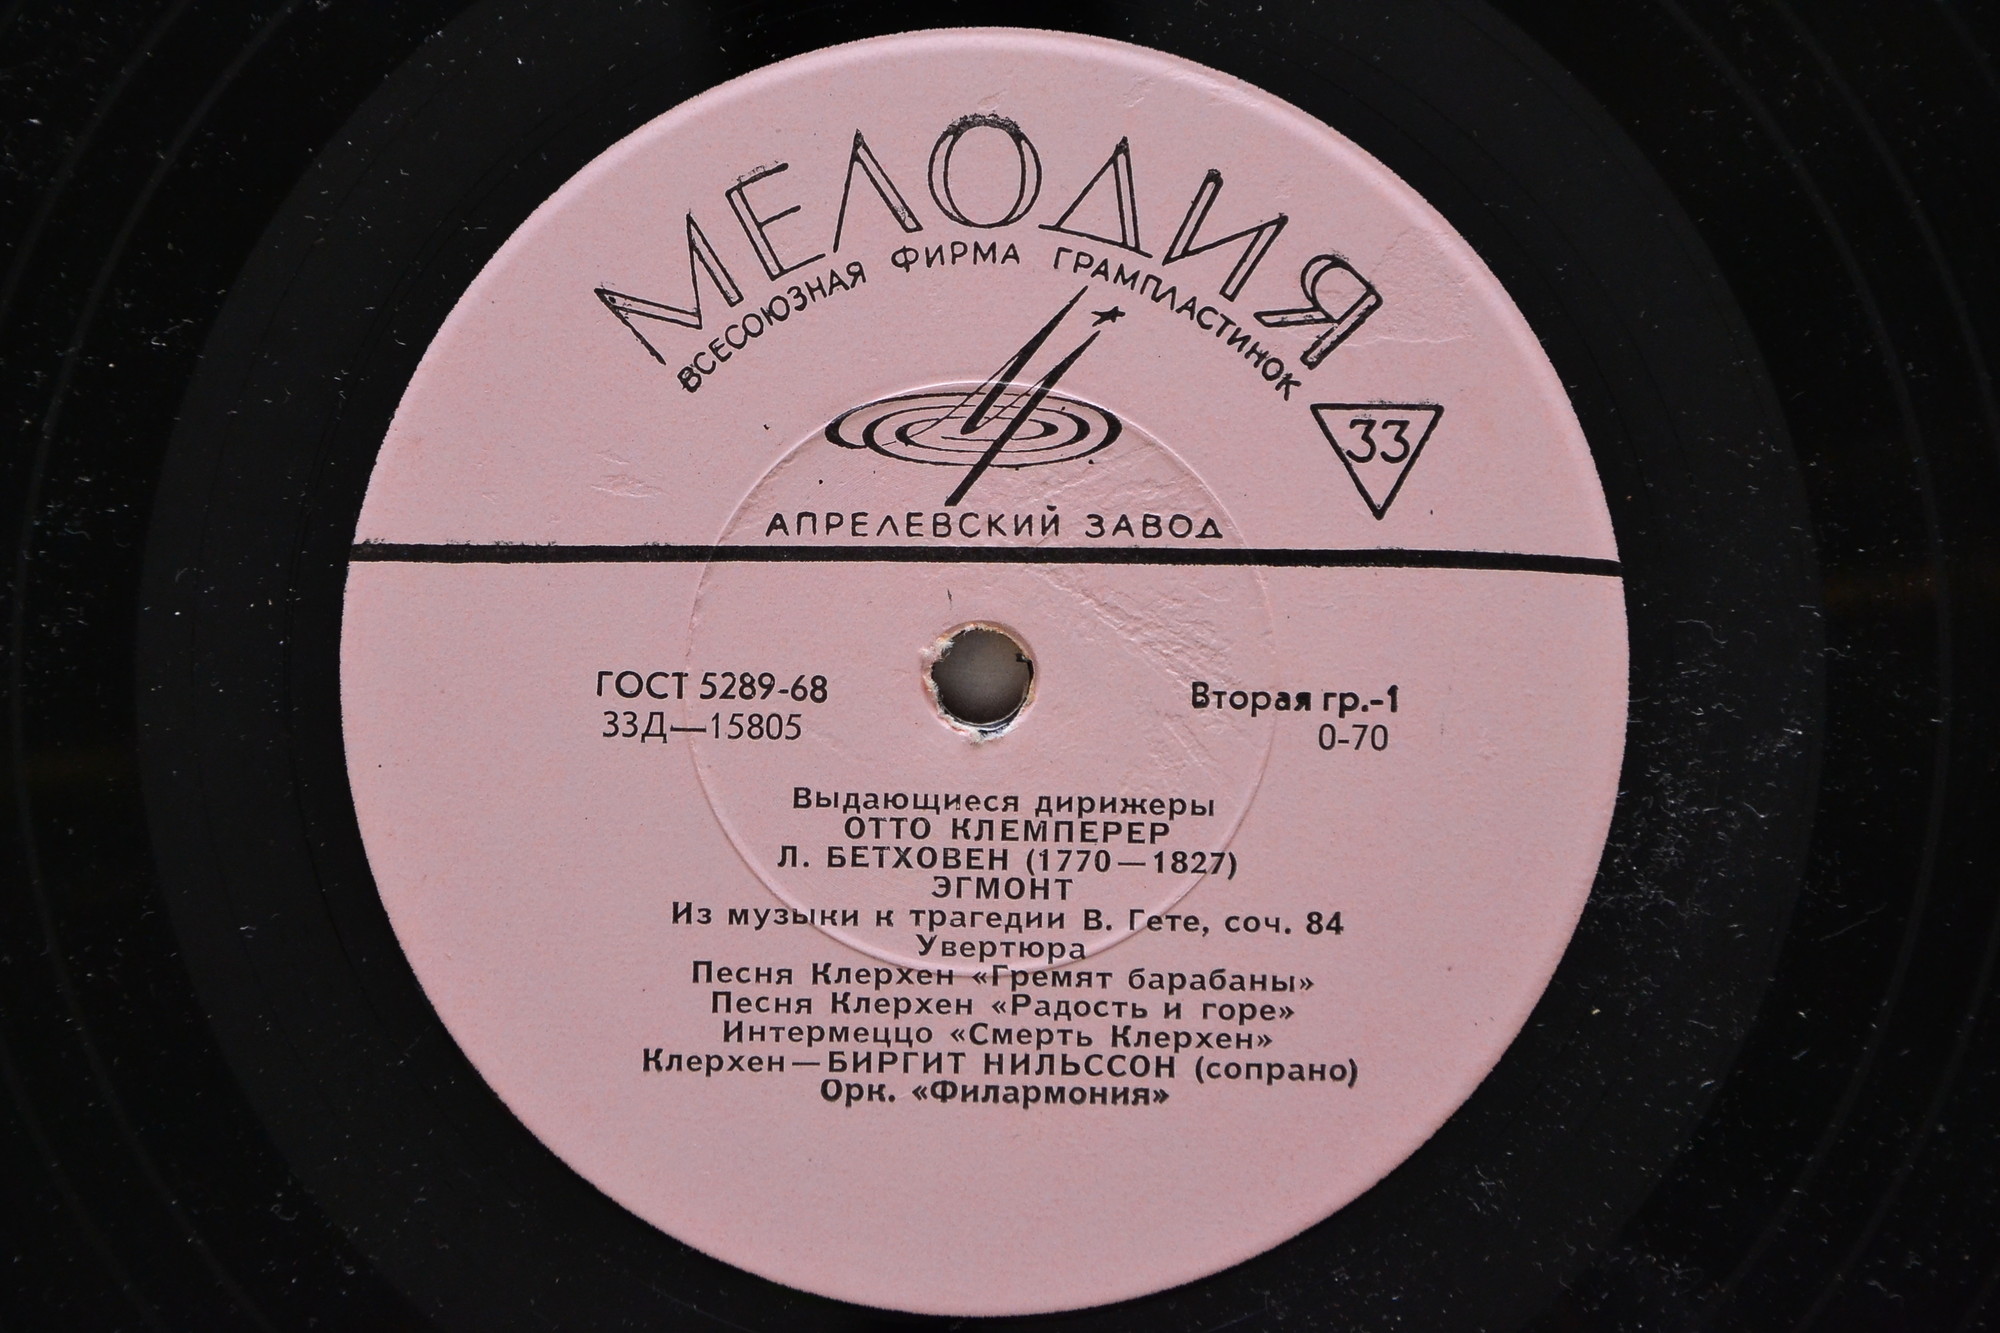 МЕЛОДИЯ
ВСЕСОЮЗНАЯ ФИРМА ГРАМПЛАСТИНОК
33
АПРЕЛЕВСКИЙ ЗАВОД
ГОСТ 5289-68
Вторая гр.-1
33Д—15805
0-70
Выдающиеся дирижеры
ОТТО КЛЕМПЕРЕР
Л. БЕТХОВЕН (1770—1827)
ЭГМОНТ
Из музыки к трагедии В. Гете, соч. 84
Увертюра
Песня Клерхен «Гремят барабаны»
Песня Клерхен «Радость и горе»
Интермеццо «Смерть Клерхен»
Клерхен—БИРГИТ НИЛЬССОН (сопрано)
Орк. «Филармония»